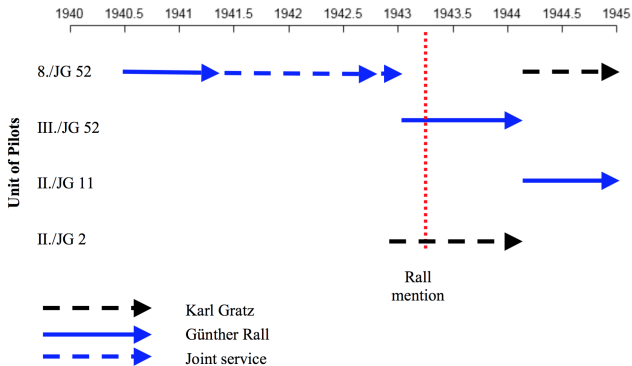 1940 1940.5 1941 1941.5 1942 1942.5 1943 1943.5 1944 1944.5 1945
8./JG 52
III./JG 52
II./JG 11
II./JG 2
Unit of Pilots
Rall
mention
Karl Gratz
Günther Rall
Joint service